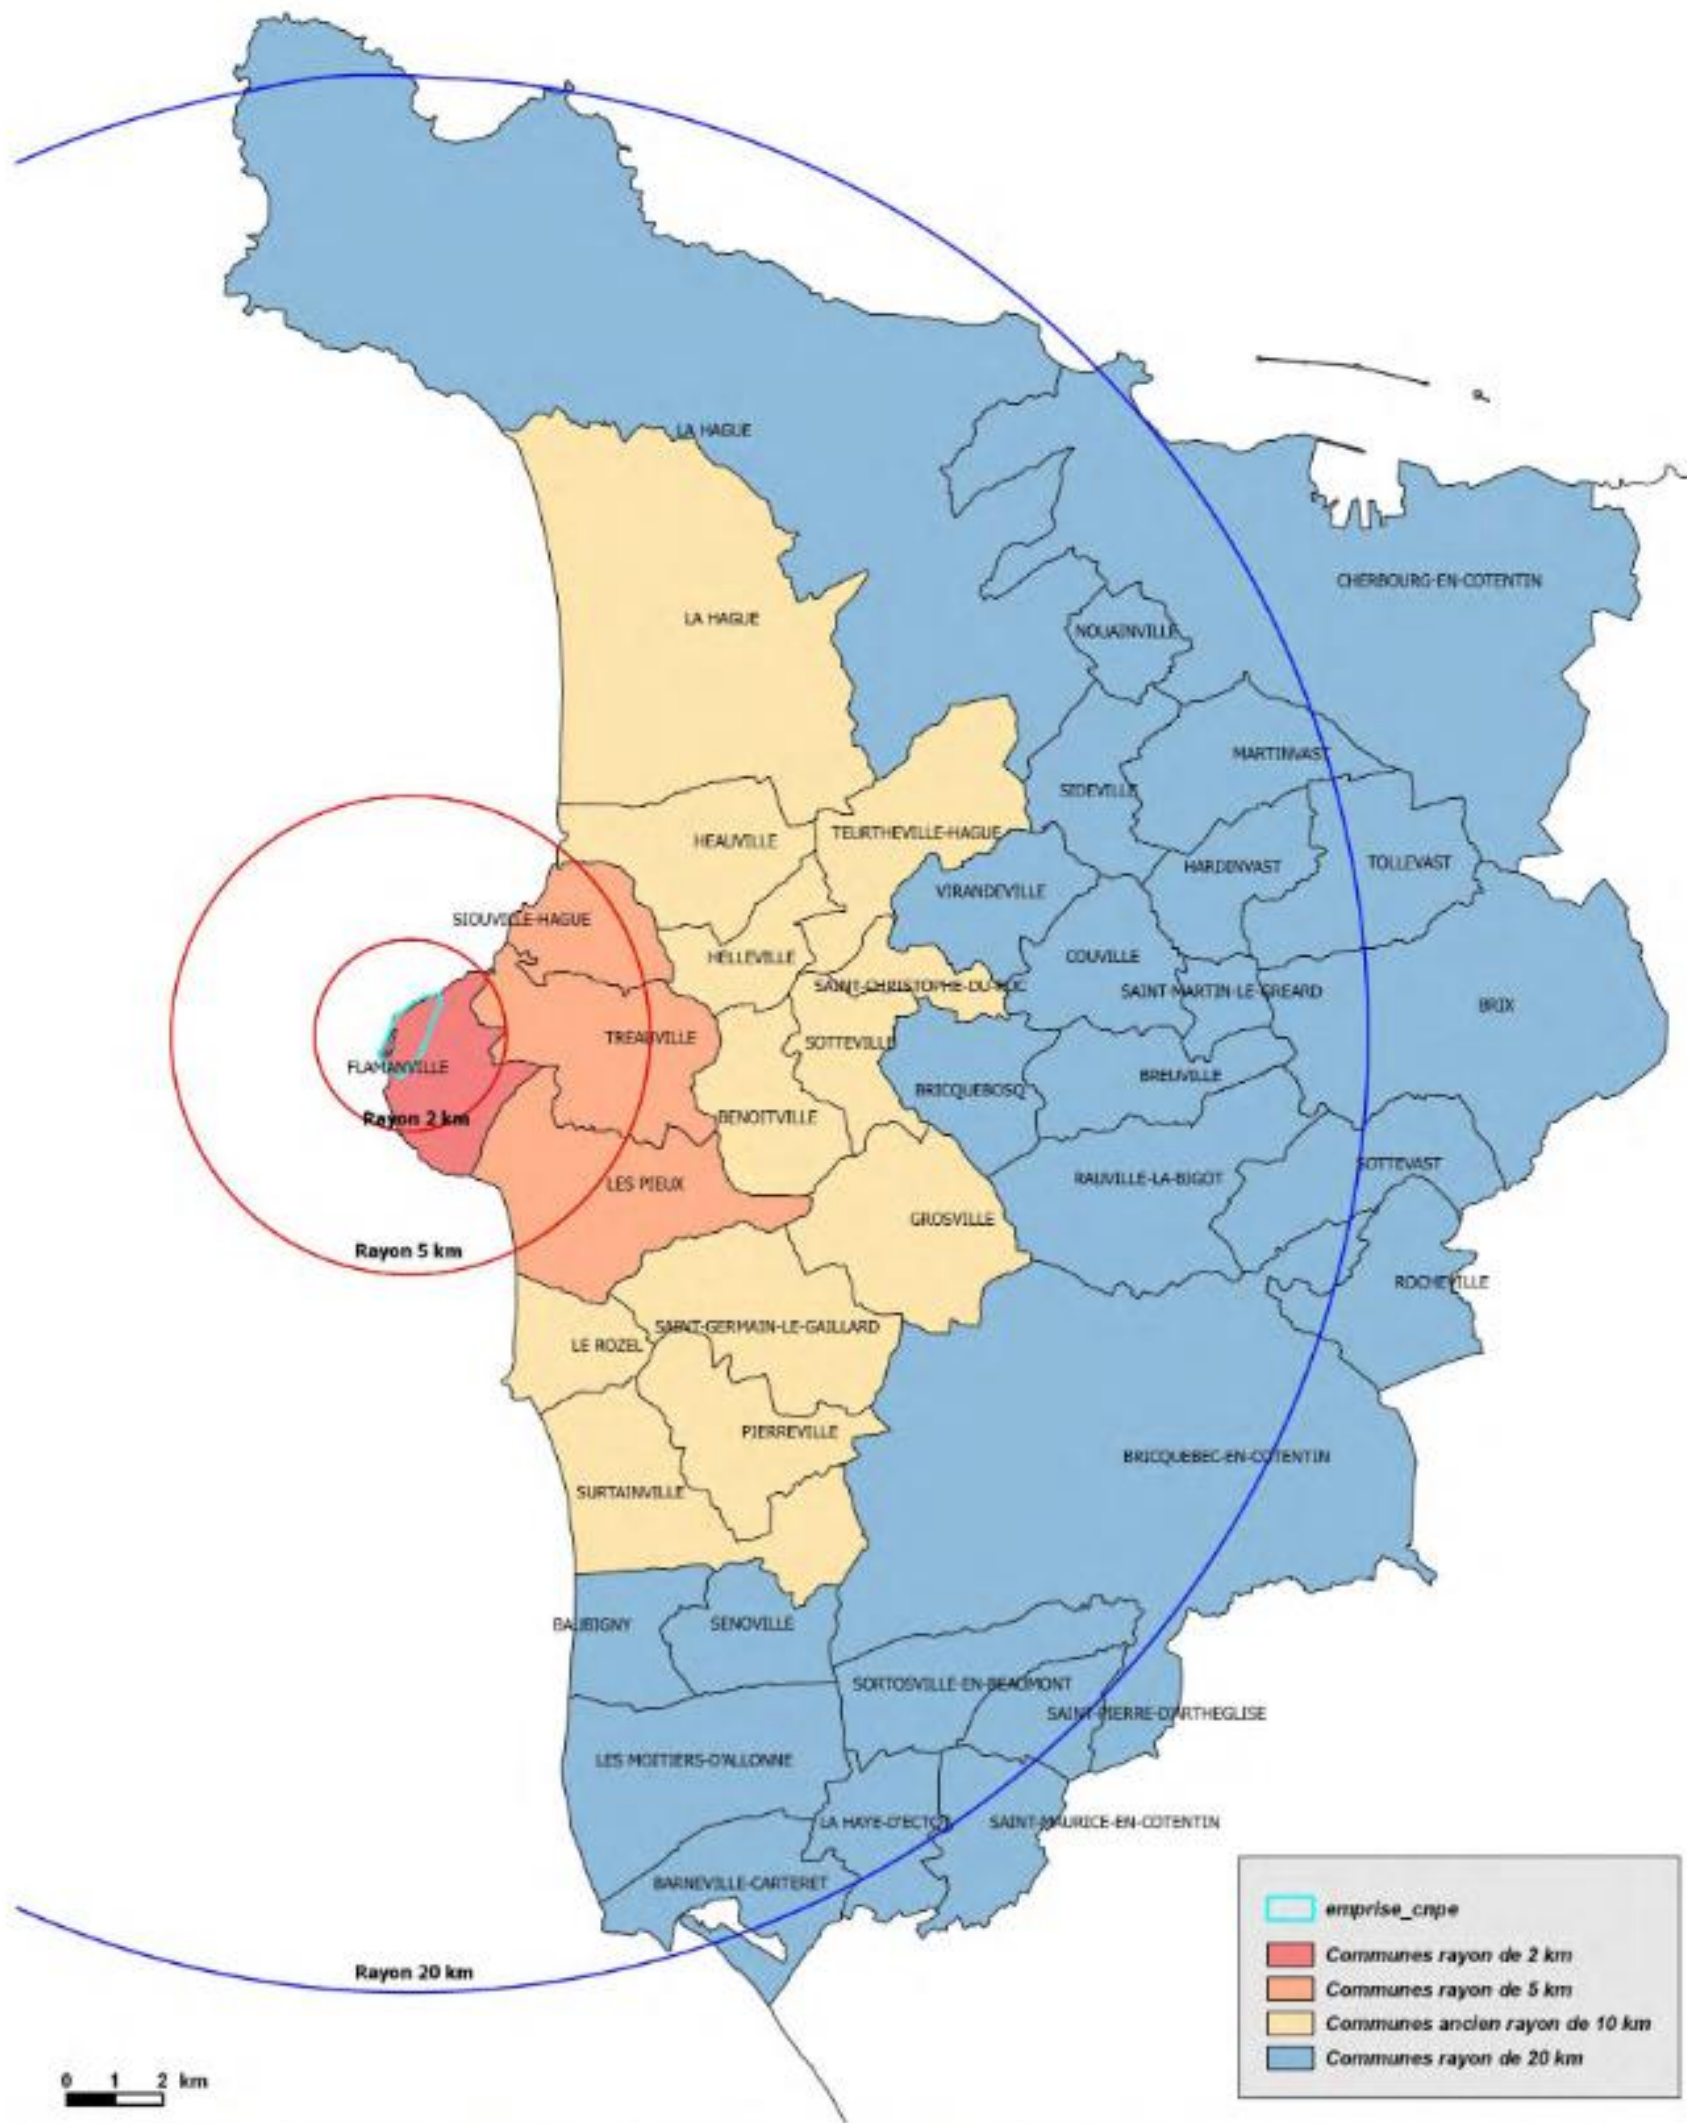 LA HAGUE
CHERBOURG-EN-COTENTIN
LA HAGUE
NOUAINVILLE
MARTINVAST
SIDEVILLE
HEAUVILLE
TEURTHEVILLE-HAGUE
HARDINVAST
TOLLEVAST
VIRANDEVILLE
SIOUVILLE-HAGUE
HELLEVILLE
COUVILLE
SAINT-CHRISTOPHE-DU-FOC
SAINT-MARTIN-LE-GREARD
BRIX
TREAUVILLE
SOTTEVILLE
FLAMANVILLE
BREUVILLE
BRICQUEBOSQ
Rayon 2 km
BENOITVILLE
SOTTEVAST
RAUVILLE-LA-BIGOT
LES PIEUX
GROSVILLE
Rayon 5 km
ROCHEVILLE
SAINT-GERMAIN-LE-GAILLARD
LE ROZEL
PIERREVILLE
BRICQUEBEC-EN-COTENTIN
SURTAINVILLE
BAUBIGNY
SENOVILLE
SORTOSVILLE-EN-BEAUMONT
SAINT-PIERRE-D'ARTHEGLISE
LES MOITIERS-D'ALLONNE
LA HAYE-D'ECTOT
SAINT-MAURICE-EN-COTENTIN
BARNEVILLE-CARTERET
Rayon 20 km
emprise_cnpe
Communes rayon de 2 km
Communes rayon de 5 km
Communes ancien rayon de 10 km
Communes rayon de 20 km
0 1 2 km